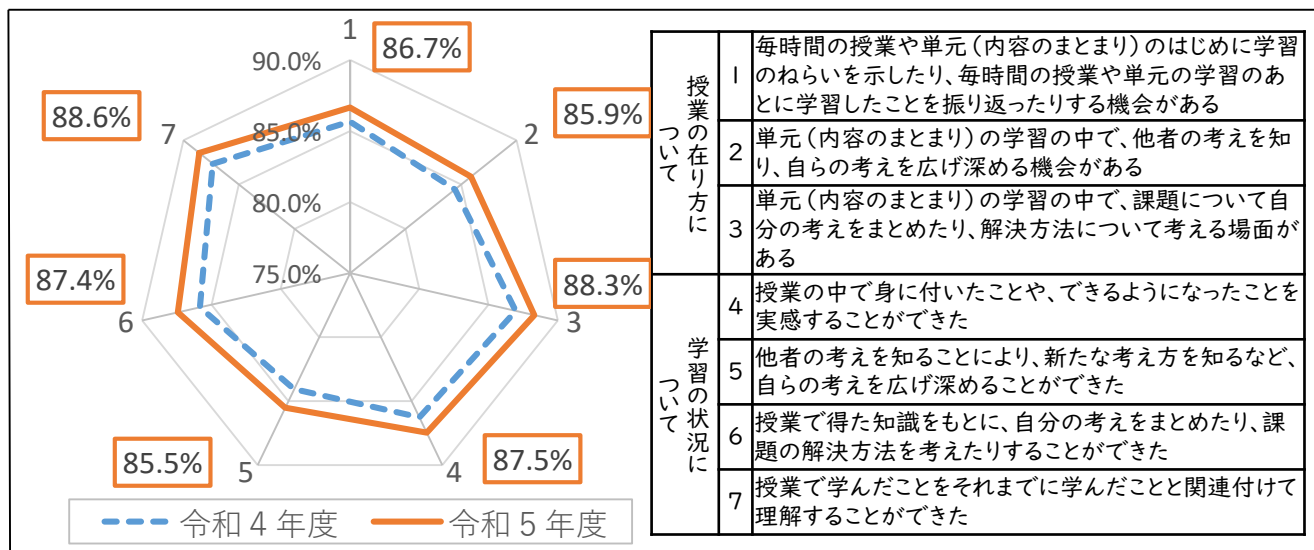 1
86.7%
90.0%
88.6%
85.9%
7
85.0%
2
80.0%
87.4%
75.0%
88.3%
6
3
85.5%
5
4
87.5%
令和4年度
令和5年度
授業の在り方に
ついて
1
毎時間の授業や単元(内容のまとまり)のはじめに学習
のねらいを示したり、毎時間の授業や単元の学習のあ
とに学習したことを振り返ったりする機会がある
2
単元(内容のまとまり)の学習の中で、他者の考えを知
り、自らの考えを広げ深める機会がある
3
単元(内容のまとまり)の学習の中で、課題について自
分の考えをまとめたり、解決方法について考える場面が
ある
学習の状況に
ついて
4
授業の中で身に付いたことや、できるようになったことを
実感することができた
5
他者の考えを知ることにより、新たな考え方を知るなど、
自らの考えを広げ深めることができた
6
授業で得た知識をもとに、自分の考えをまとめたり、課
題の解決方法を考えたりすることができた
7
授業で学んだことをそれまでに学んだことと関連付けて
理解することができた